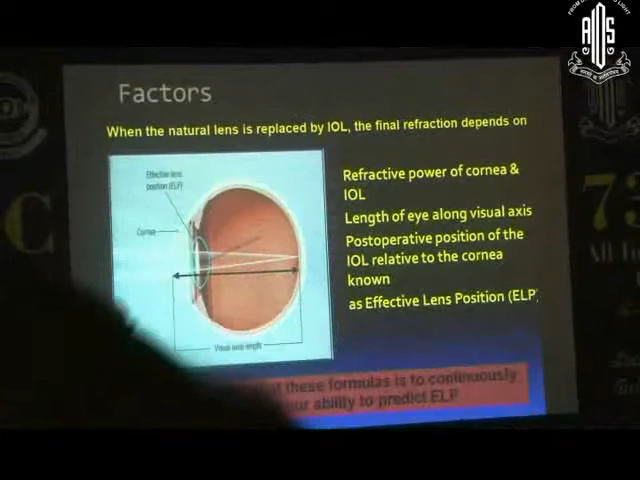 AIOS
Factors
When the natural lens is replaced by IOL, the final refraction depends on
Effective lens
position (ELP)
Cornea
Visual axis length
Refractive power of cornea &
IOL
Length of eye along visual axis
Postoperative position of the
IOL relative to the cornea
known
as Effective Lens Position (ELP)
these formulas is to continuously
ability to predict ELP
73